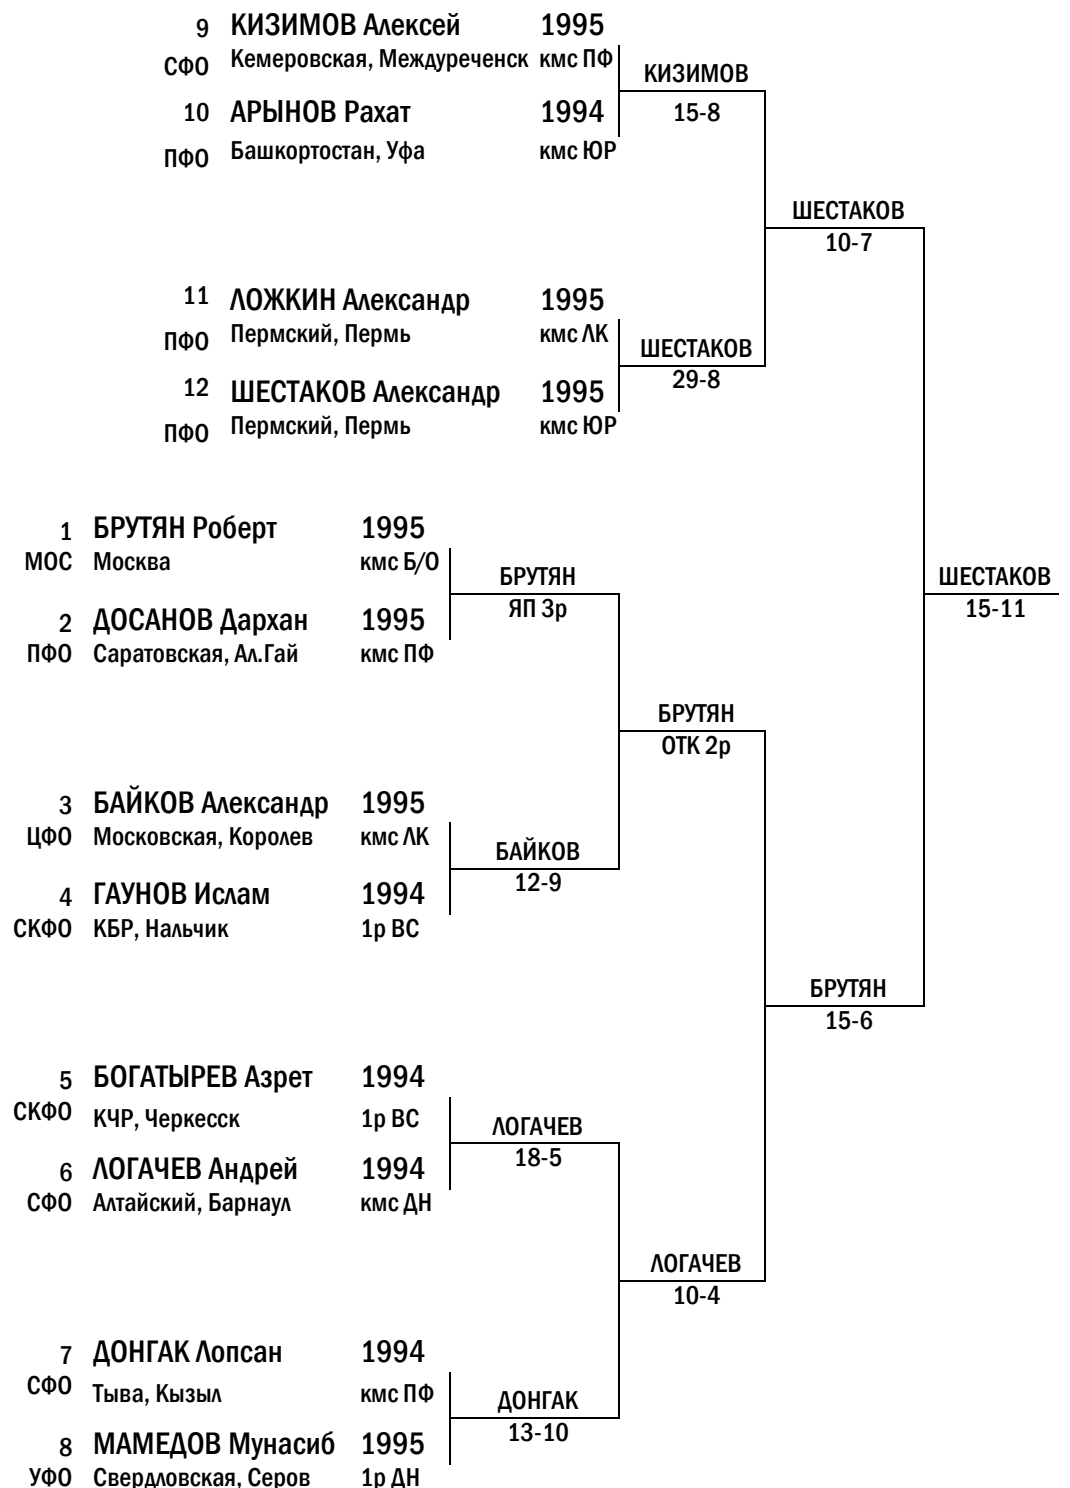 9 КИЗИМОВ Алексей 1995
СФО Кемеровская, Междуреченск кмс ПФ
КИЗИМОВ
10 АРЫНОВ Рахат 1994 15-8
ПФО Башкортостан, Уфа кмс ЮР
ШЕСТАКОВ
10-7
11 ЛОЖКИН Александр 1995
ПФО Пермский, Пермь кмс ЛК
ШЕСТАКОВ
29-8
12 ШЕСТАКОВ Александр 1995
ПФО Пермский, Пермь кмс ЮР
1 БРУТЯН Роберт 1995
МОС Москва кмс Б/О
БРУТЯН
ШЕСТАКОВ
ЯП 3р
15-11
2 ДОСАНОВ Дархан 1995
ПФО Саратовская, Ал.Гай кмс ПФ
БРУТЯН
ОТК 2р
3 БАЙКОВ Александр 1995
ЦФО Московская, Королев кмс ЛК
БАЙКОВ
12-9
4 ГАУНОВ Ислам 1994
СКФО КБР, Нальчик 1р ВС
БРУТЯН
15-6
5 БОГАТЫРЕВ Азрет 1994
СКФО КЧР, Черкесск 1р ВС
ЛОГАЧЕВ
18-5
6 ЛОГАЧЕВ Андрей 1994
СФО Алтайский, Барнаул кмс ДН
ЛОГАЧЕВ
10-4
7 ДОНГАК Лопсан 1994
СФО Тыва, Кызыл кмс ПФ
ДОНГАК
13-10
8 МАМЕДОВ Мунасиб 1995
УФО Свердловская, Серов 1р ДН